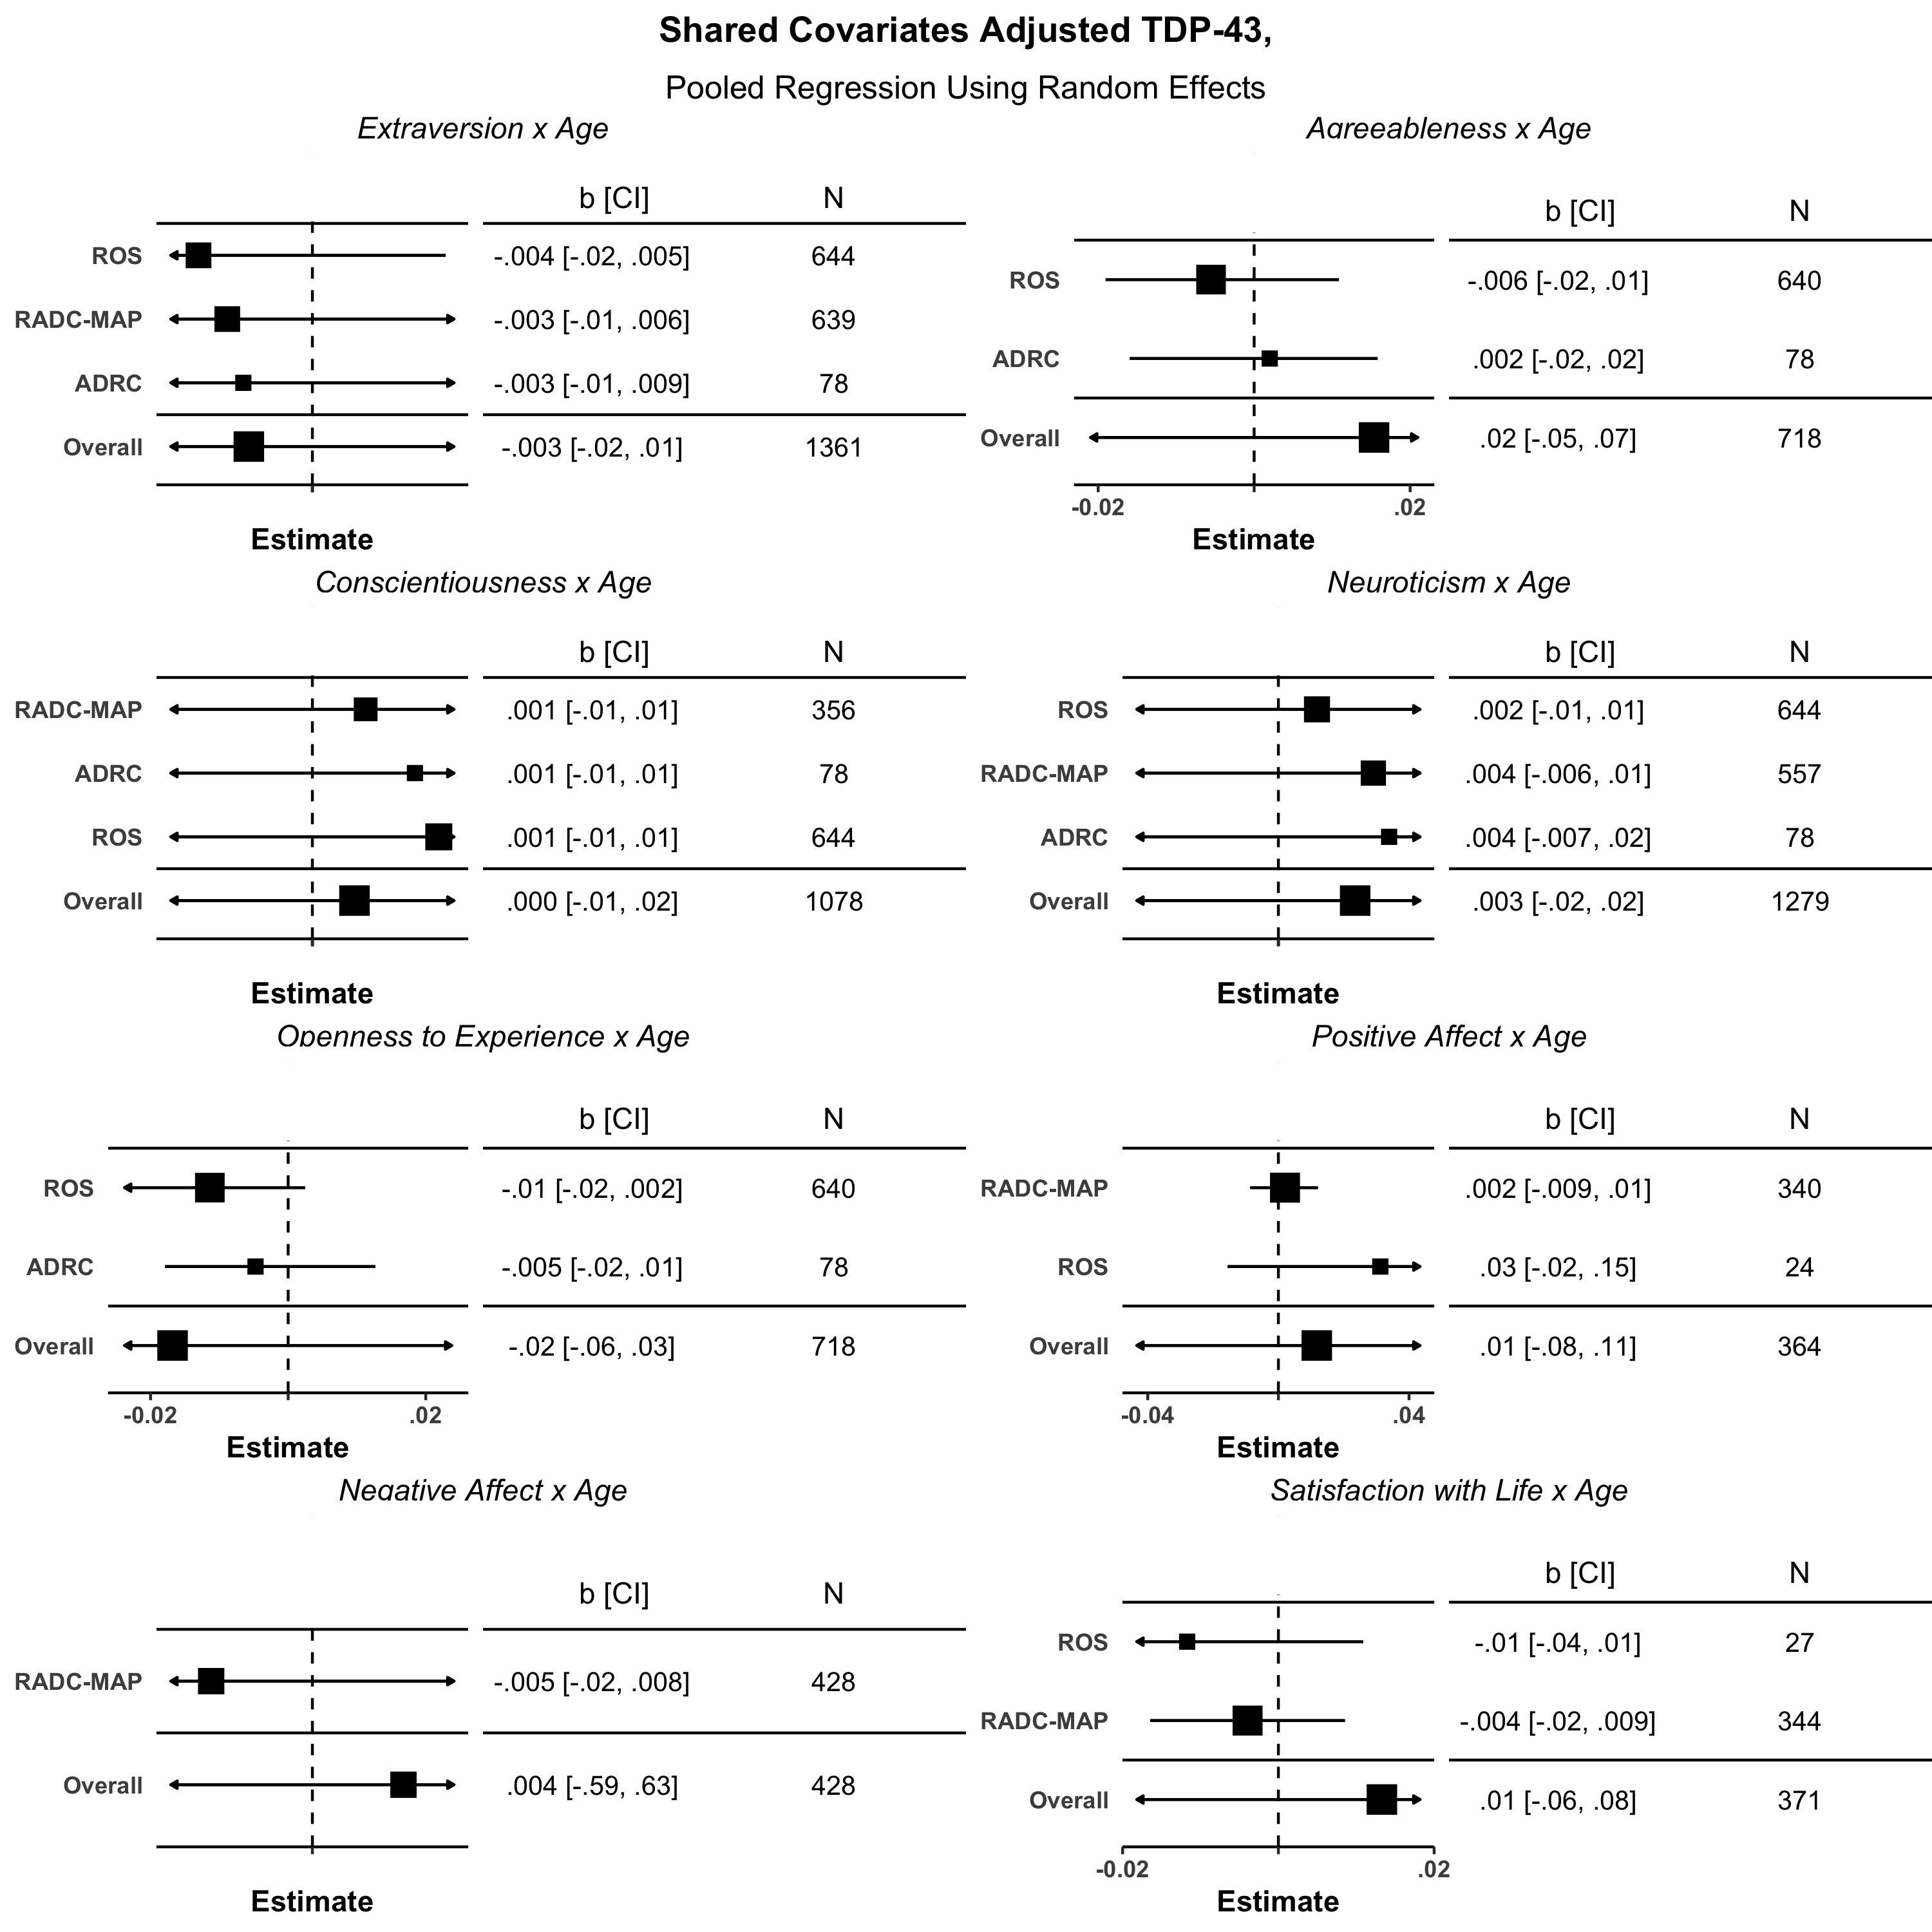 Shared Covariates Adjusted TDP-43,
Pooled Regression Using Random Effects
Extraversion x Age
b [CI] N
ROS -.004 [-.02, .005] 644
RADC-MAP -.003 [-.01, .006] 639
ADRC -.003 [-.01, .009] 78
Overall -.003 [-.02, .01] 1361
Estimate
Agreeableness x Age
b [CI] N
ROS -.006 [-.02, .01] 640
ADRC .002 [-.02, .02] 78
Overall .02 [-.05, .07] 718
-0.02 .02
Estimate
Conscientiousness x Age
b [CI] N
RADC-MAP .001 [-.01, .01] 356
ADRC .001 [-.01, .01] 78
ROS .001 [-.01, .01] 644
Overall .000 [-.01, .02] 1078
Estimate
Neuroticism x Age
b [CI] N
ROS .002 [-.01, .01] 644
RADC-MAP .004 [-.006, .01] 557
ADRC .004 [-.007, .02] 78
Overall .003 [-.02, .02] 1279
Estimate
Openness to Experience x Age
b [CI] N
ROS -.01 [-.02, .002] 640
ADRC -.005 [-.02, .01] 78
Overall -.02 [-.06, .03] 718
-0.02 .02
Estimate
Positive Affect x Age
b [CI] N
RADC-MAP .002 [-.009, .01] 340
ROS .03 [-.02, .15] 24
Overall .01 [-.08, .11] 364
-0.04 .04
Estimate
Negative Affect x Age
b [CI] N
RADC-MAP -.005 [-.02, .008] 428
Overall .004 [-.59, .63] 428
Estimate
Satisfaction with Life x Age
b [CI] N
ROS -.01 [-.04, .01] 27
RADC-MAP -.004 [-.02, .009] 344
Overall .01 [-.06, .08] 371
-0.02 .02
Estimate